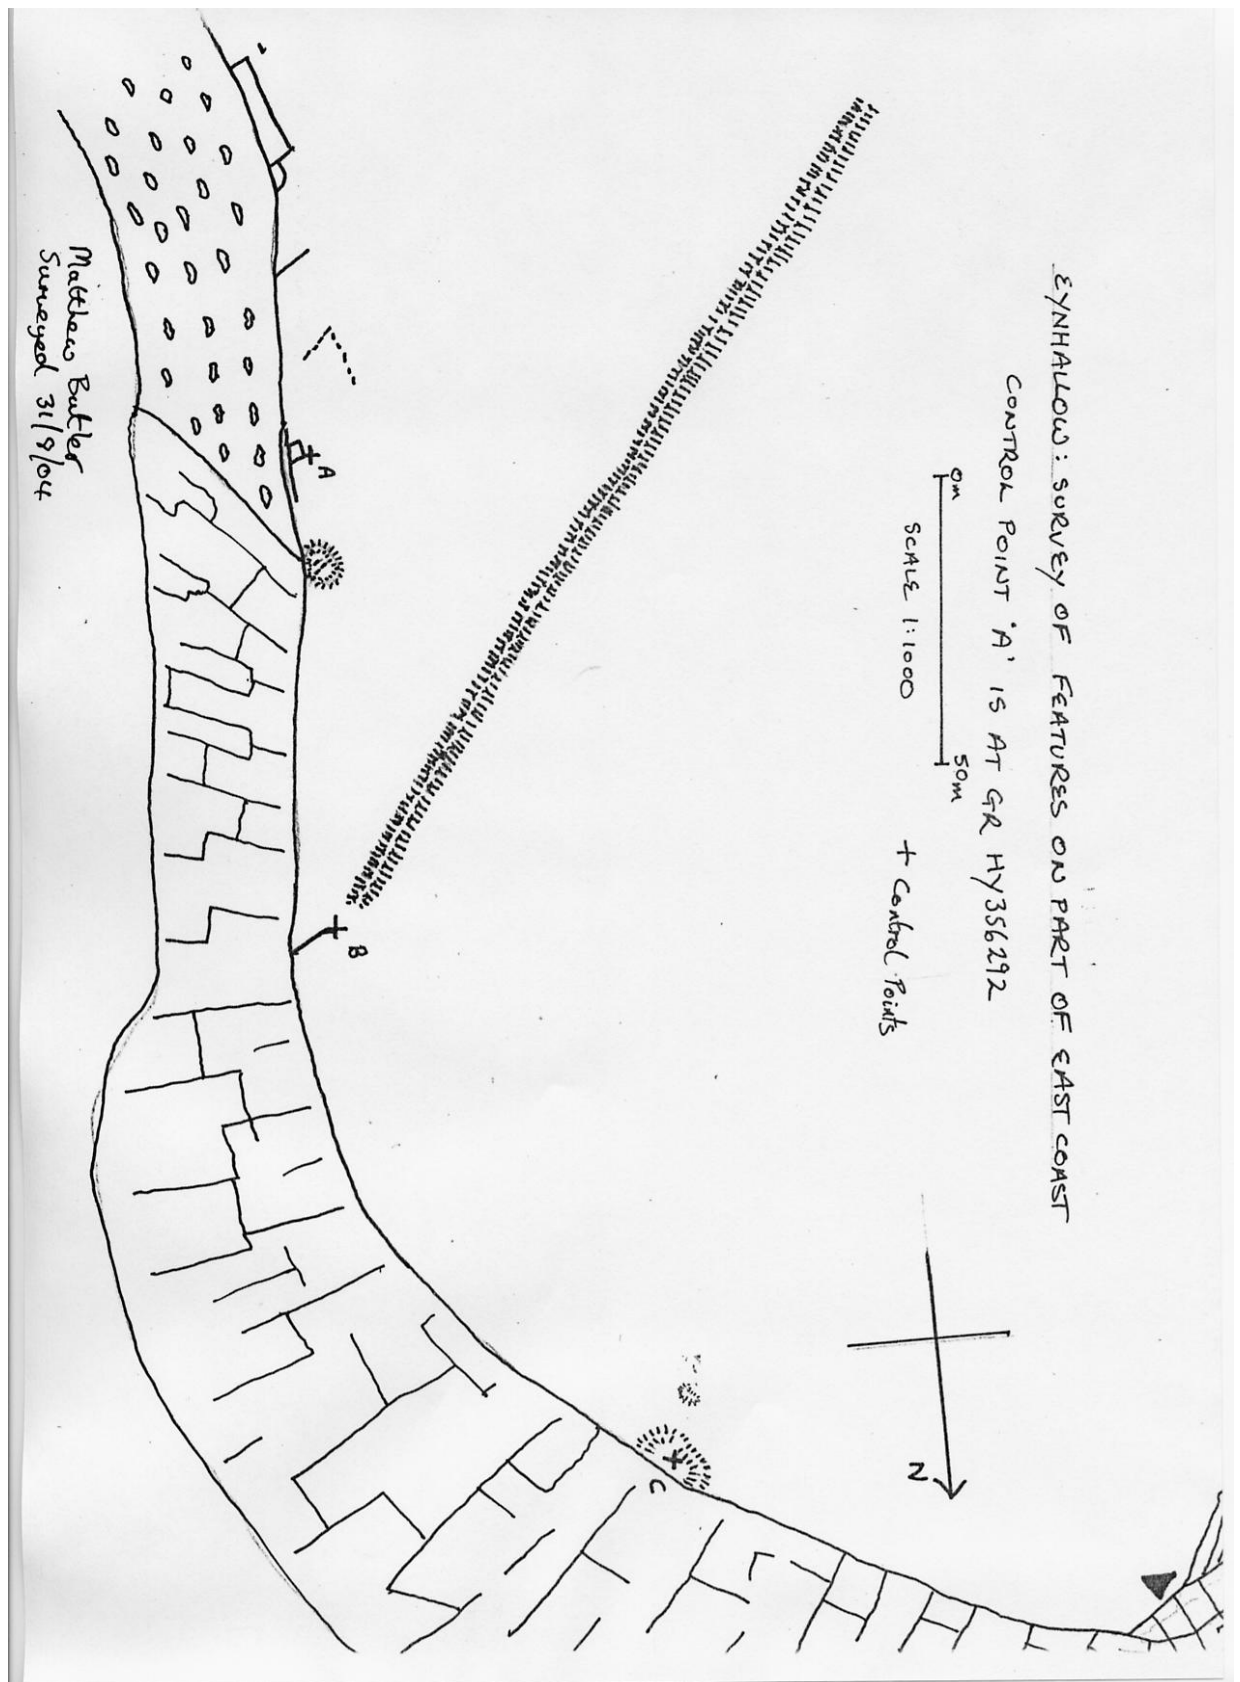 EYNHALLOW: SURVEY OF FEATURES ON PART OF EAST COAST
CONTROL POINT 'A' IS AT GR HY356292
0m 50m
SCALE 1:1000
+ Control Points
A
B
C
N
Matthew Butler
Surveyed 31/8/04